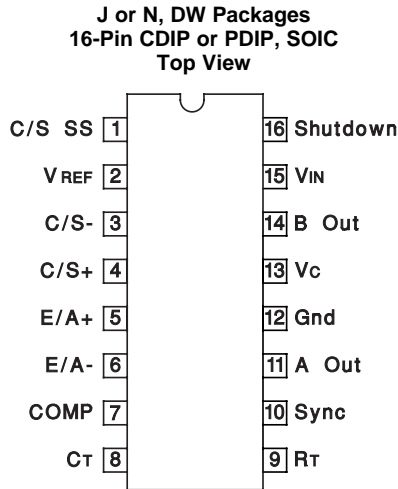 J or N, DW Packages
16-Pin CDIP or PDIP, SOIC
Top View
C/S SS 1 16 Shutdown
VREF 2 15 VIN
C/S- 3 14 B Out
C/S+ 4 13 VC
E/A+ 5 12 Gnd
E/A- 6 11 A Out
COMP 7 10 Sync
CT 8 9 RT